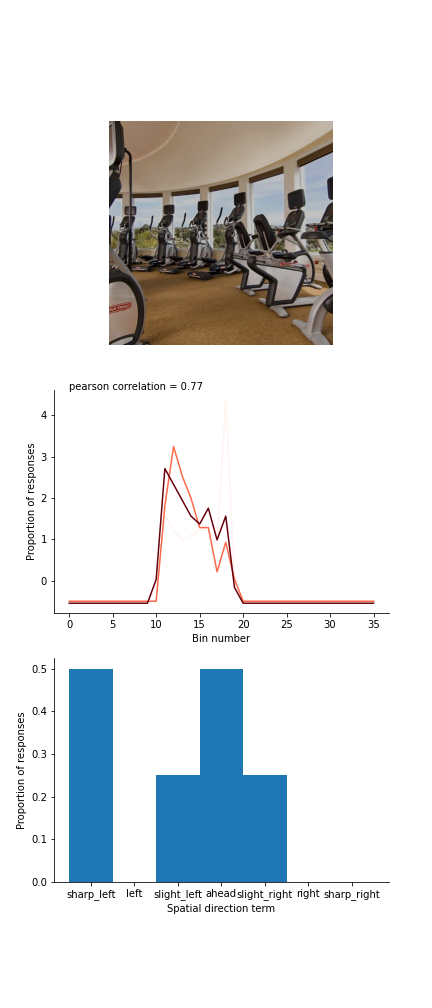 pearson correlation = 0.77
4
3
2
1
0
Proportion of responses
0 5 10 15 20 25 30 35
Bin number
0.5
0.4
0.3
0.2
0.1
0.0
Proportion of responses
sharp_left left slight_left ahead slight_right right sharp_right
Spatial direction term